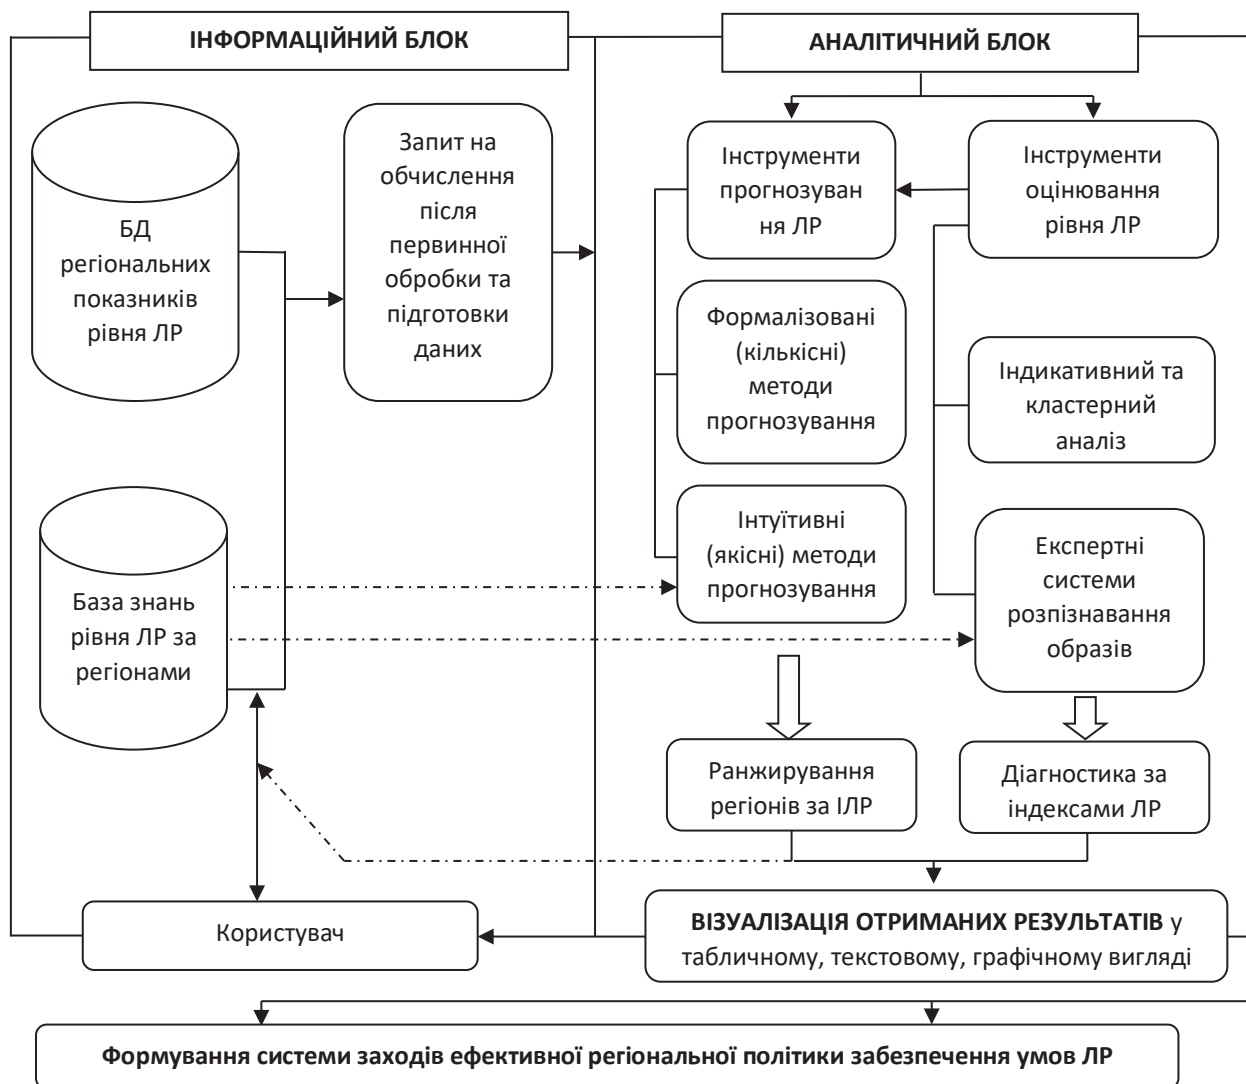 ІНФОРМАЦІЙНИЙ БЛОК
АНАЛІТИЧНИЙ БЛОК
БД
регіональних
показників
рівня ЛР
Запит на
обчислення
після
первинної
обробки та
підготовки
даних
Інструменти
прогнозуван
ня ЛР
Інструменти
оцінювання
рівня ЛР
Формалізовані
(кількісні)
методи
прогнозування
Індикативний та
кластерний
аналіз
База знань
рівня ЛР за
регіонами
Інтуїтивні
(якісні) методи
прогнозування
Експертні
системи
розпізнавання
образів
Ранжирування
регіонів за ІЛР
Діагностика за
індексами ЛР
Користувач
ВІЗУАЛІЗАЦІЯ ОТРИМАНИХ РЕЗУЛЬТАТІВ у
табличному, текстовому, графічному вигляді
Формування системи заходів ефективної регіональної політики забезпечення умов ЛР